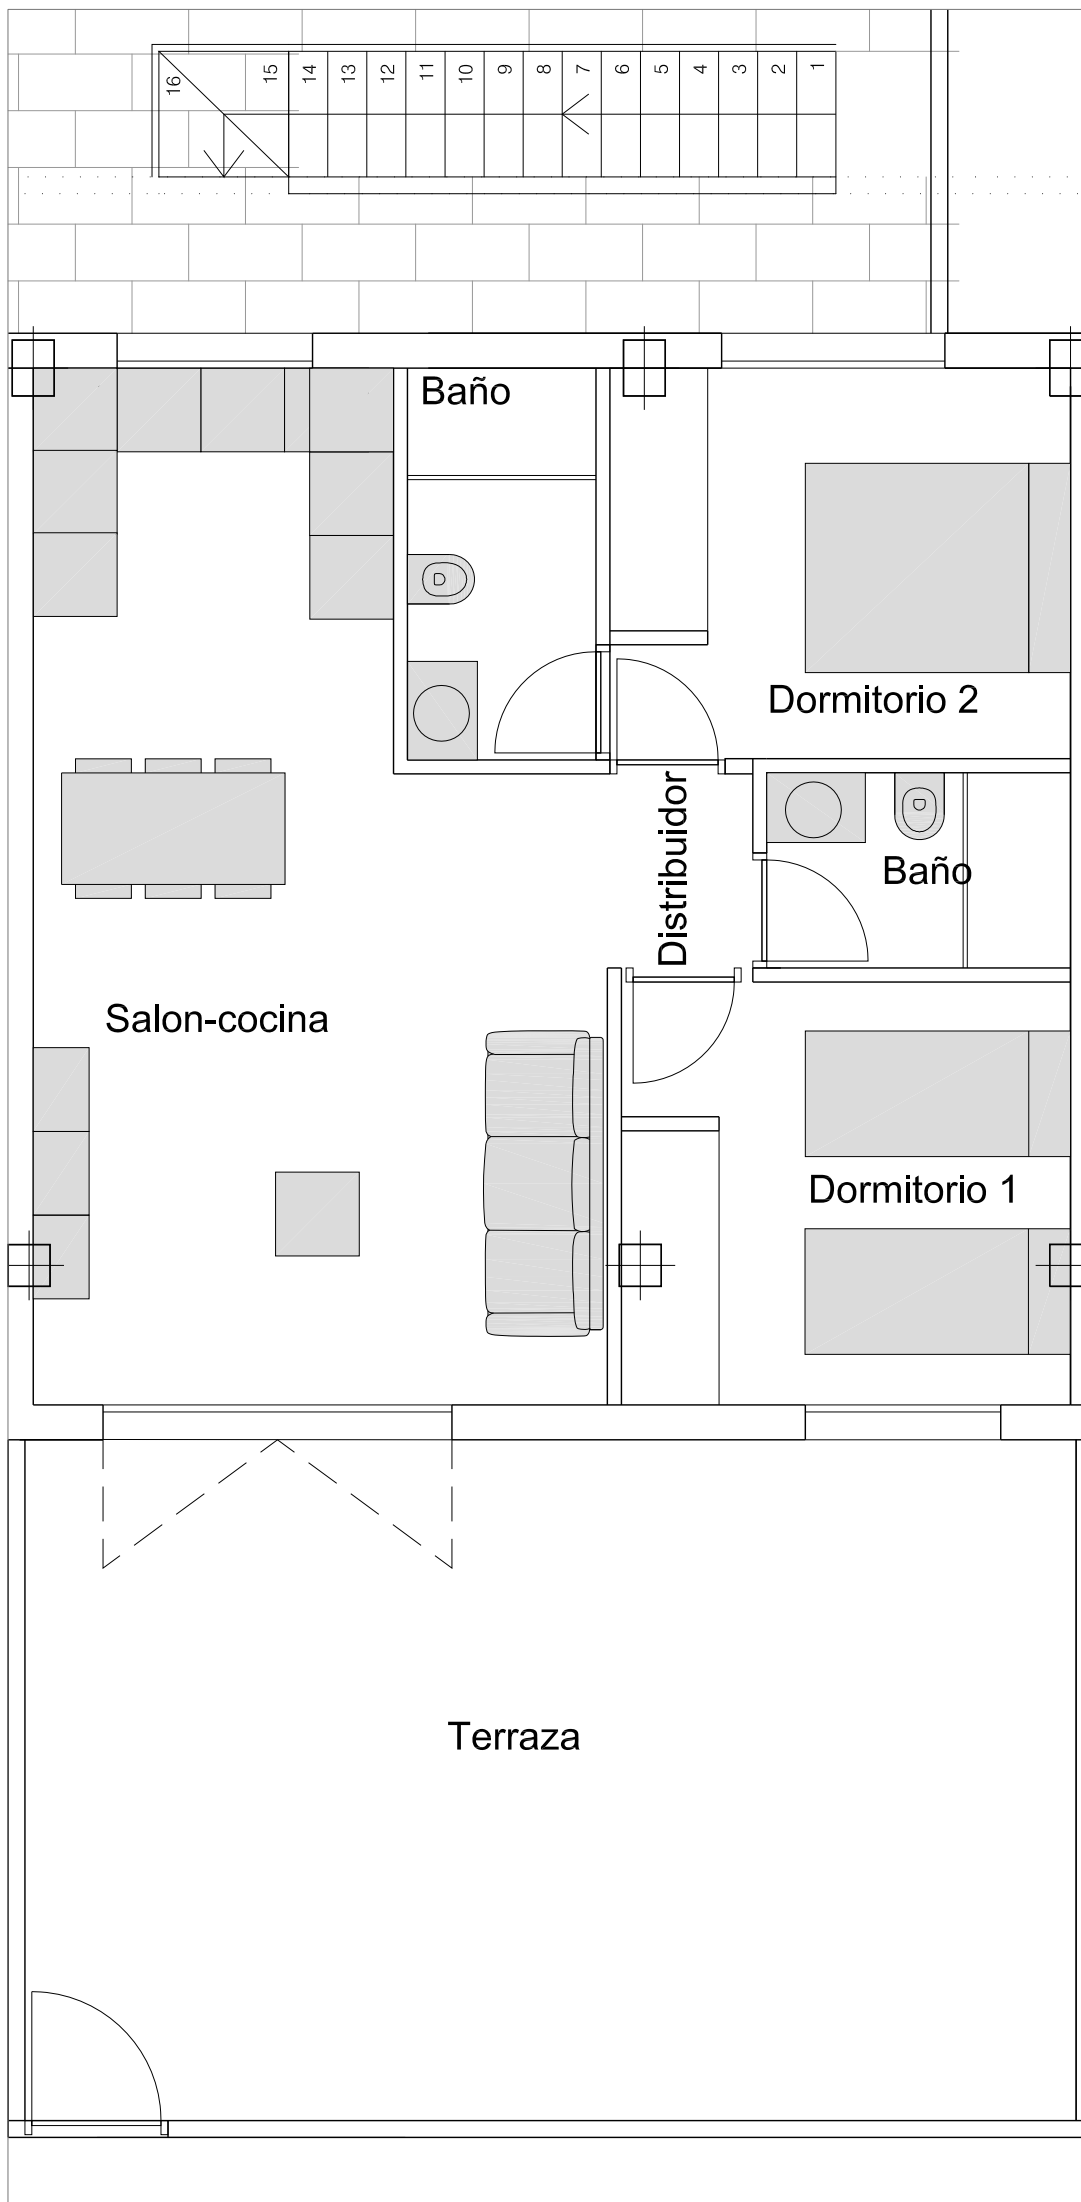 16 15 14 13 12 11 10 9 8 7 6 5 4 3 2 1
Baño
Dormitorio 2
Distribuidor
Baño
Salon-cocina
Dormitorio 1
Terraza